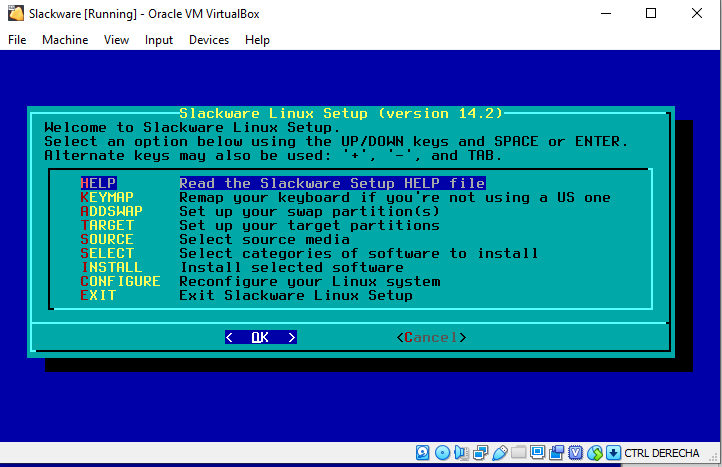 Slackware [Running] - Oracle VM VirtualBox
File Machine View Input Devices Help
Slackware Linux Setup (version 14.2)
Welcome to Slackware Linux Setup.
Select an option below using the UP/DOWN keys and SPACE or ENTER.
Alternate keys may also be used: '+', '-', and TAB.
HELP Read the Slackware Setup HELP file
KEYMAP Remap your keyboard if you're not using a US one
ADDSWAP Set up your swap partition(s)
TARGET Set up your target partitions
SOURCE Select source media
SELECT Select categories of software to install
INSTALL Install selected software
CONFIGURE Reconfigure your Linux system
EXIT Exit Slackware Linux Setup
< OK > <Cancel>
CTRL DERECHA